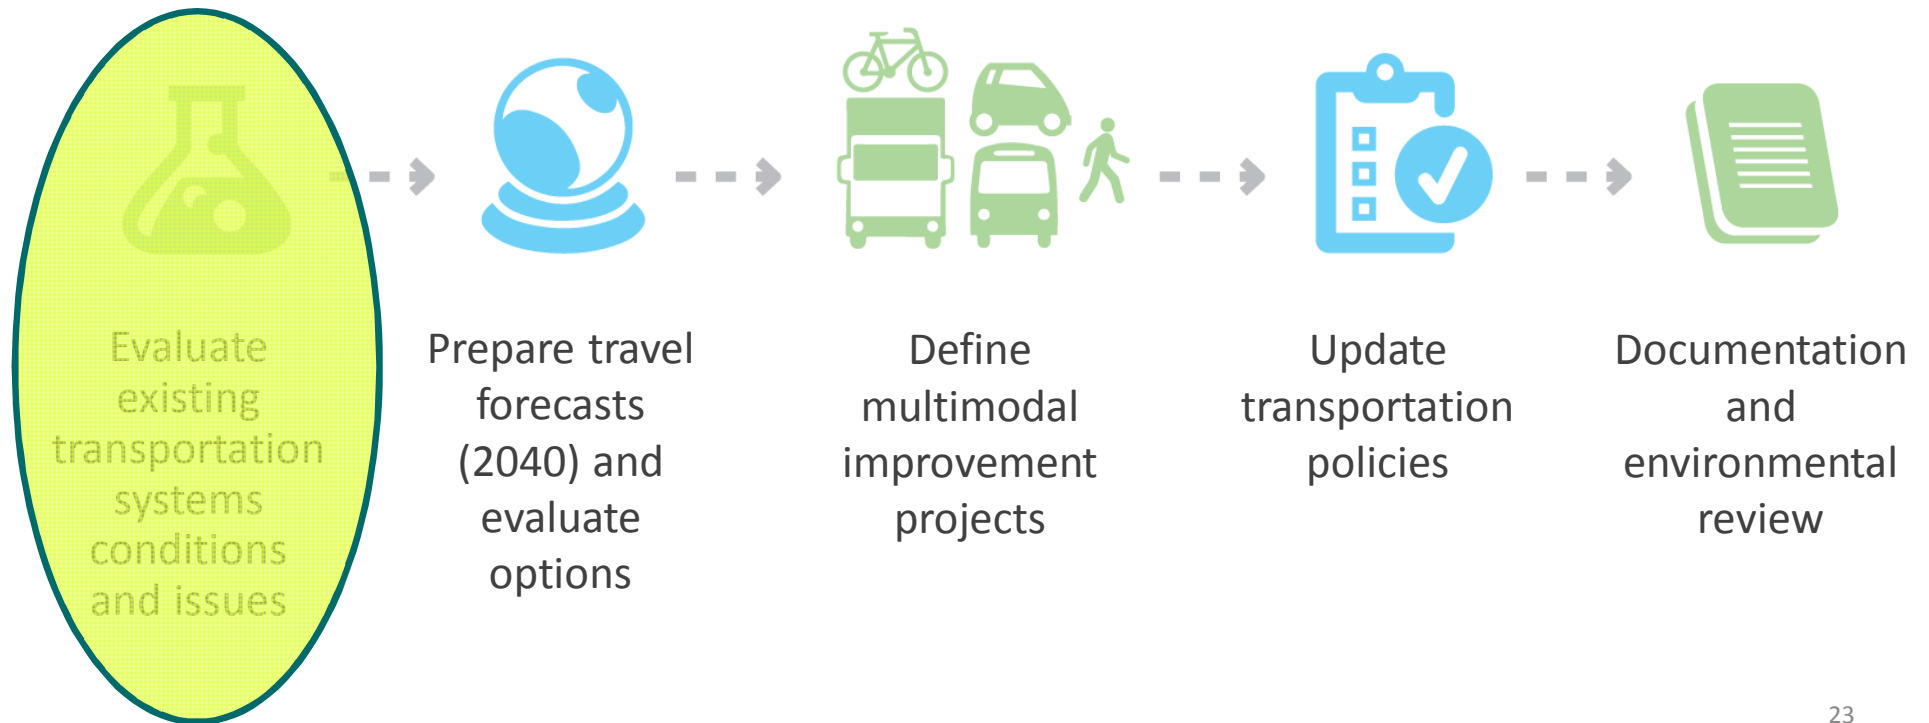 Evaluate
existing
transportation
systems
conditions
and issues
Prepare travel
forecasts
(2040) and
evaluate
options
Define
multimodal
improvement
projects
Update
transportation
policies
Documentation
and
environmental
review
23